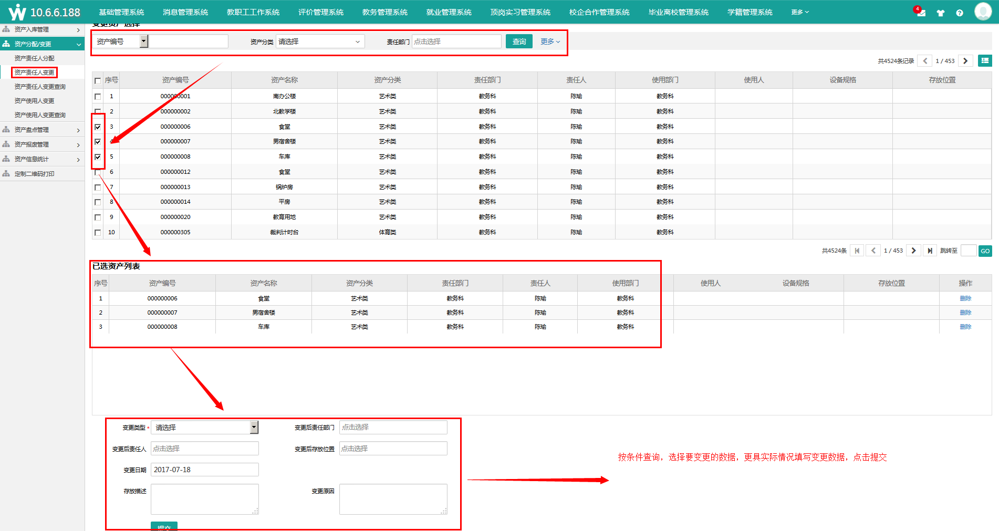 10.6.6.188 基础管理系统 消息管理系统 教职工工作系统 评价管理系统 教务管理系统 就业管理系统 顶岗实习管理系统 校企合作管理系统 毕业离校管理系统 学籍管理系统 更多 4
资产入库管理
资产分配/变更
资产责任人分配
资产责任人变更
资产责任人变更查询
资产使用人变更
资产使用人变更查询
资产盘点管理
资产报废管理
资产信息统计
定制二维码打印
变更资产选择
资产编号 资产分类 请选择 责任部门 点击选择 查询 更多
共4524条记录 1 / 453
序号 资产编号 资产名称 资产分类 责任部门 责任人 使用部门 使用人 设备规格 存放位置
1 000000001 南办公楼 艺术类 教务科 陈瑜 教务科
2 000000002 北教学楼 艺术类 教务科 陈瑜 教务科
3 000000006 食堂 艺术类 教务科 陈瑜 教务科
4 000000007 男宿舍楼 艺术类 教务科 陈瑜 教务科
5 000000008 车库 艺术类 教务科 陈瑜 教务科
6 000000012 食堂 艺术类 教务科 陈瑜 教务科
7 000000013 锅炉房 艺术类 教务科 陈瑜 教务科
8 000000014 平房 艺术类 教务科 陈瑜 教务科
9 000000020 教育用地 艺术类 教务科 陈瑜 教务科
10 000000305 裁判计时台 体育类 教务科 陈瑜 教务科
共4524条 1 / 453 跳转至 GO
已选资产列表
序号 资产编号 资产名称 资产分类 责任部门 责任人 使用部门 使用人 设备规格 存放位置 操作
1 000000006 食堂 艺术类 教务科 陈瑜 教务科 删除
2 000000007 男宿舍楼 艺术类 教务科 陈瑜 教务科 删除
3 000000008 车库 艺术类 教务科 陈瑜 教务科 删除
变更类型 * 请选择 变更后责任部门 点击选择
变更后责任人 点击选择 变更后存放位置 点击选择
变更日期 2017-07-18
存放描述 变更原因
提交
按条件查询，选择要变更的数据，更具实际情况填写变更数据，点击提交